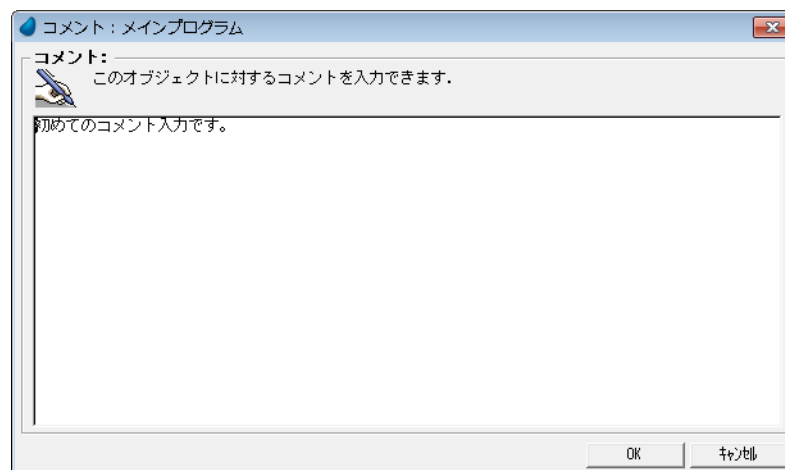 コメント：メインプログラム
コメント:
このオブジェクトに対するコメントを入力できます.
初めてのコメント入力です。
OK
ｷｬﾝｾﾙ